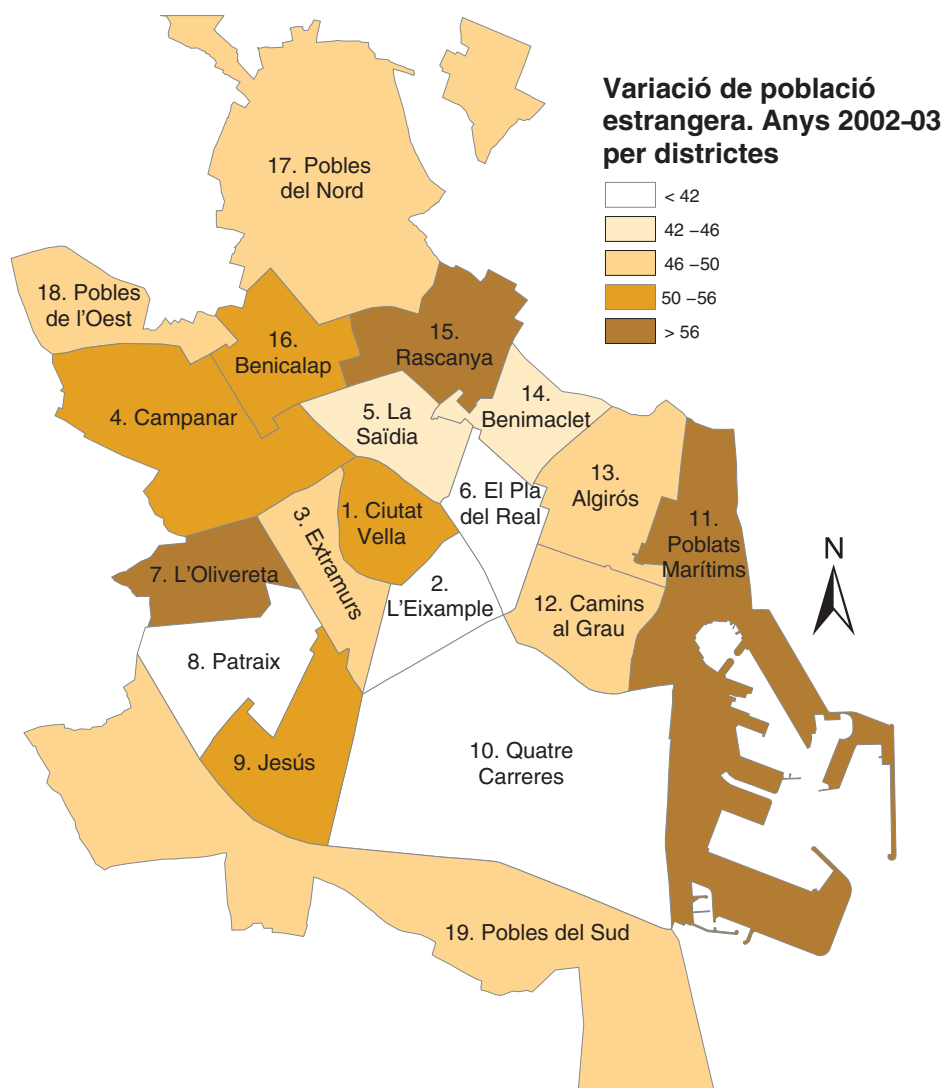 Variació de població
estrangera. Anys 2002–03
per districtes
< 42
42 –46
46 –50
50 –56
> 56
17. Pobles
del Nord
18. Pobles
de l'Oest
16.
Benicalap
15.
Rascanya
4. Campanar
5. La
Saïdia
14.
Benimaclet
13.
Algirós
6. El Pla
del Real
1. Ciutat
Vella
3. Extramurs
11.
Poblats
Marítims
N
7. L'Olivereta
2.
L'Eixample
12. Camins
al Grau
8. Patraix
9. Jesús
10. Quatre
Carreres
19. Pobles del Sud